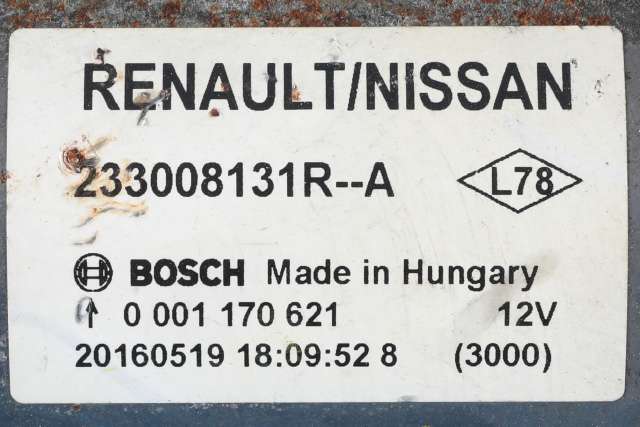 RENAULT/NISSAN
233008131R--A L78
BOSCH Made in Hungary
↑ 0 001 170 621 12V
20160519 18:09:52 8 (3000)